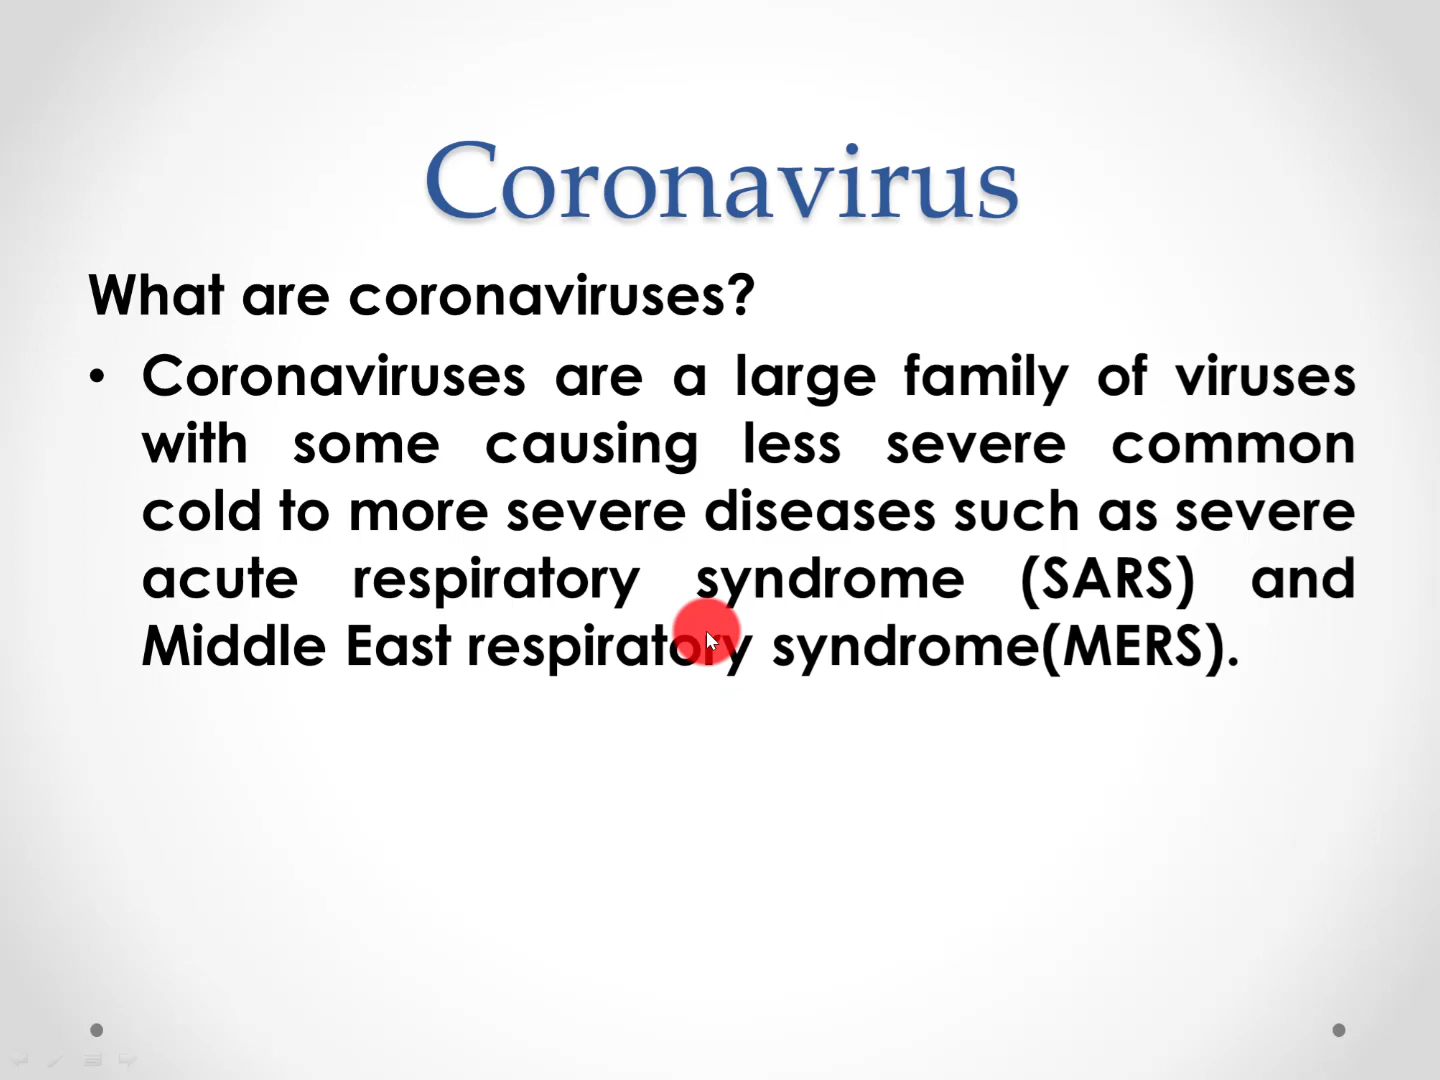 Coronavirus
What are coronaviruses?
• Coronaviruses are a large family of viruses
with some causing less severe common
cold to more severe diseases such as severe
acute respiratory syndrome (SARS) and
Middle East respiratory syndrome(MERS).